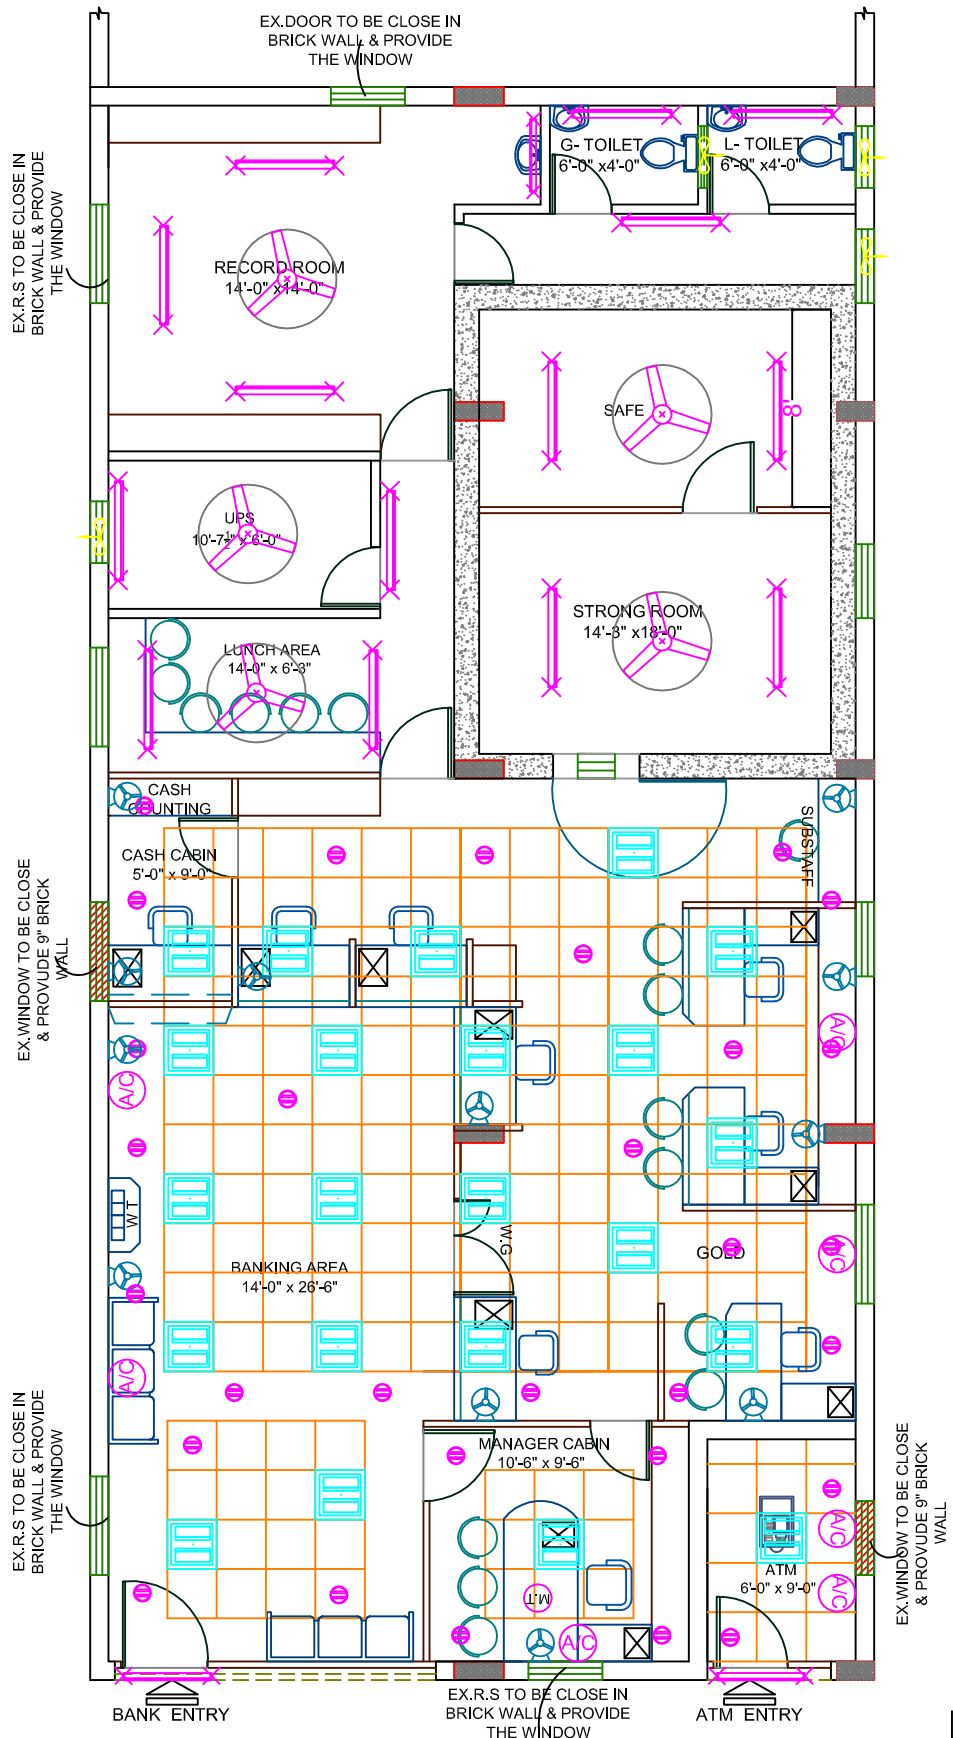 EX.DOOR TO BE CLOSE IN
BRICK WALL & PROVIDE
THE WINDOW
G- TOILET
6'-0" x4'-0"
L- TOILET
6'-0" x4'-0"
EX.R.S TO BE CLOSE IN
BRICK WALL & PROVIDE
THE WINDOW
RECORD ROOM
14'-0" x14'-0"
SAFE
8'
UPS
10'-7½" x 6'-0"
STRONG ROOM
14'-3" x18'-0"
LUNCH AREA
14'-0" x 6'-3"
CASH
COUNTING
SUBSTAFF
CASH CABIN
5'-0" x 9'-0"
EX.WINDOW TO BE CLOSE
& PROVUDE 9" BRICK
WALL
A/C
A/C
W.T
W.G
GOLD
A/C
BANKING AREA
14'-0" x 26'-6"
A/C
EX.R.S TO BE CLOSE IN
BRICK WALL & PROVIDE
THE WINDOW
MANAGER CABIN
10'-6" x 9'-6"
EX.WINDOW TO BE CLOSE
& PROVUDE 9" BRICK
WALL
A/C
ATM
6'-0" x 9'-0"
A/C
M.T
A/C
EX.R.S TO BE CLOSE IN
BRICK WALL & PROVIDE
THE WINDOW
BANK ENTRY
ATM ENTRY